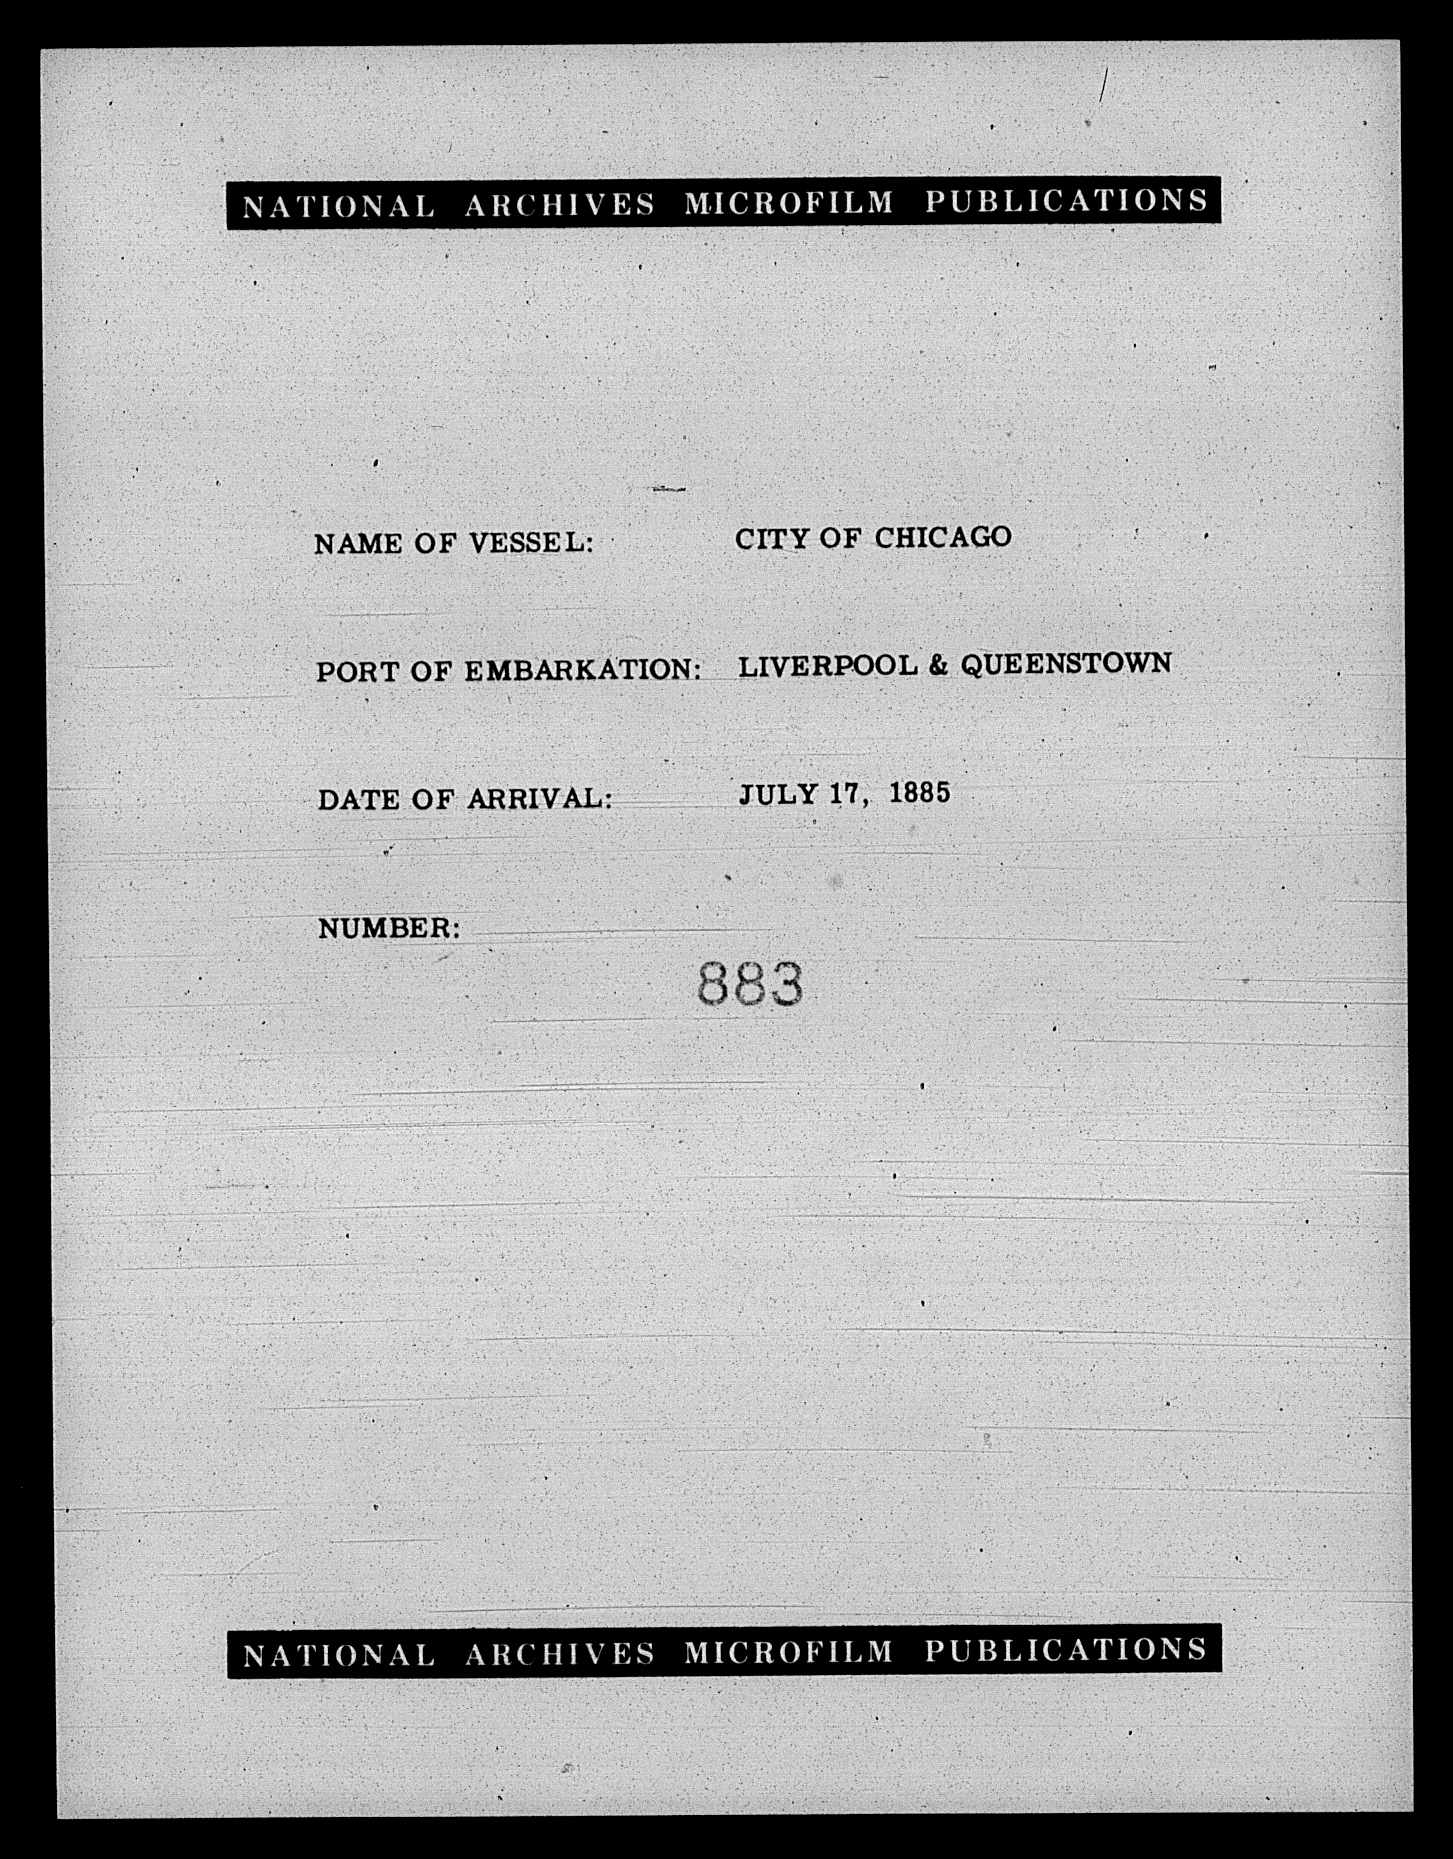 NATIONAL ARCHIVES MICROFILM PUBLICATIONS
NAME OF VESSEL: CITY OF CHICAGO
PORT OF EMBARKATION: LIVERPOOL & QUEENSTOWN
DATE OF ARRIVAL: JULY 17, 1885
NUMBER:
883
NATIONAL ARCHIVES MICROFILM PUBLICATIONS